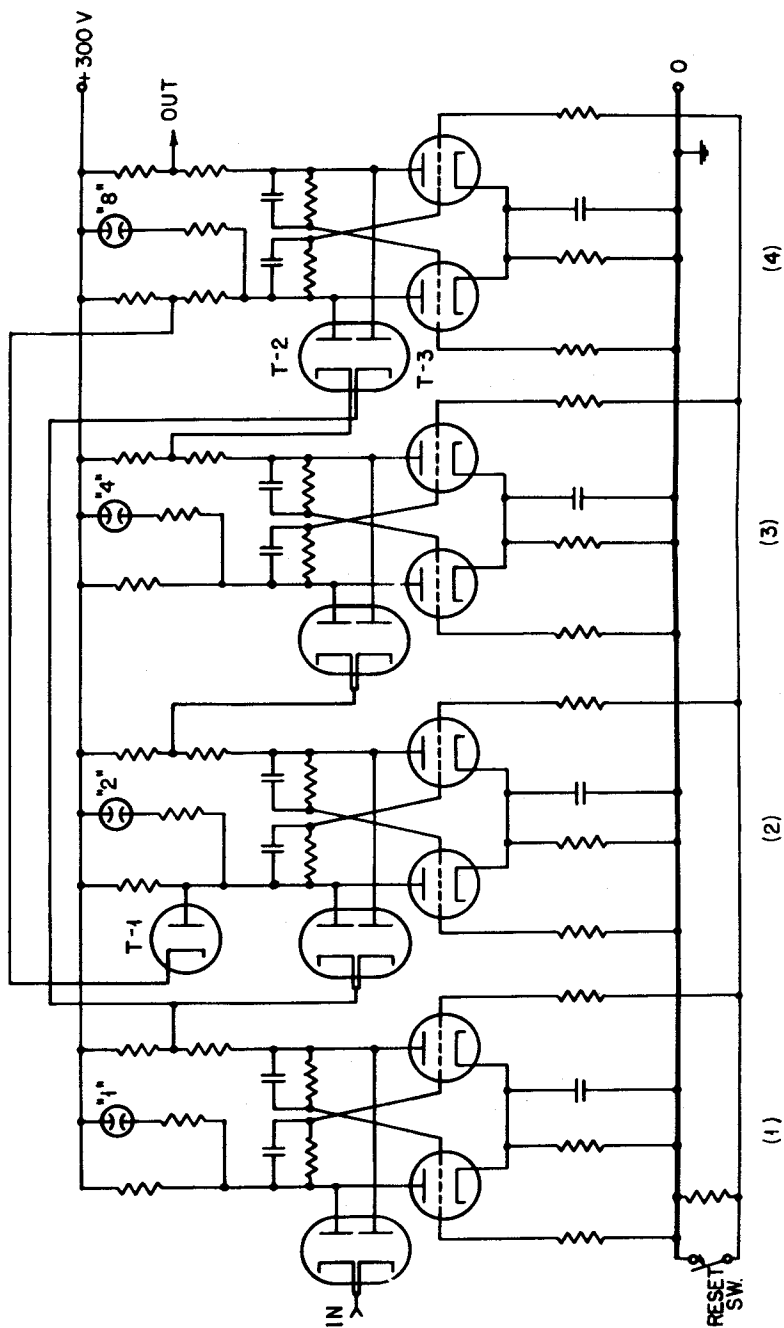 +300 V
OUT
"1"
"2"
"4"
"8"
T-1
T-2
T-3
IN
0
RESET
SW.
(1)
(2)
(3)
(4)